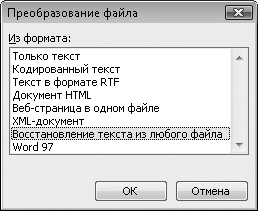 Преобразование файла
Из формата:
Только текст
Кодированный текст
Текст в формате RTF
Документ HTML
Веб-страница в одном файле
XML-документ
Восстановление текста из любого файла
Word 97
OK
Отмена